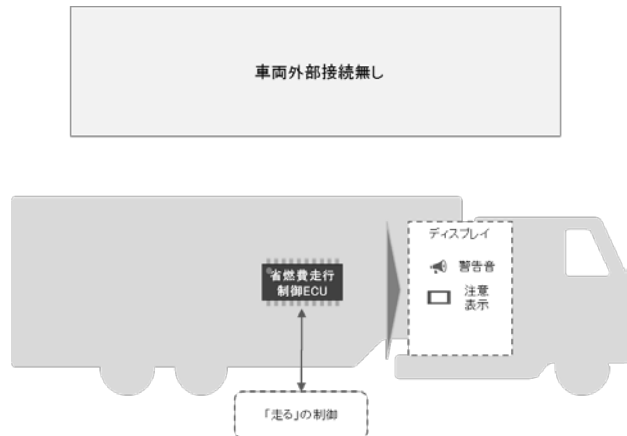 車両外部接続無し
ディスプレイ
警告音
注意
表示
省燃費走行
制御ECU
「走る」の制御